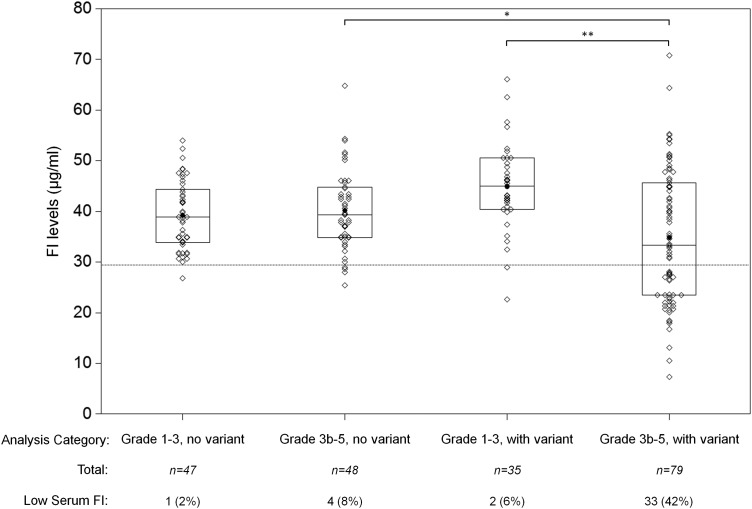 80
*
70
**
60
50
40
30
20
10
0
FI levels (μg/ml)
Analysis Category: Grade 1-3, no variant Grade 3b-5, no variant Grade 1-3, with variant Grade 3b-5, with variant
Total: n=47 n=48 n=35 n=79
Low Serum FI: 1 (2%) 4 (8%) 2 (6%) 33 (42%)